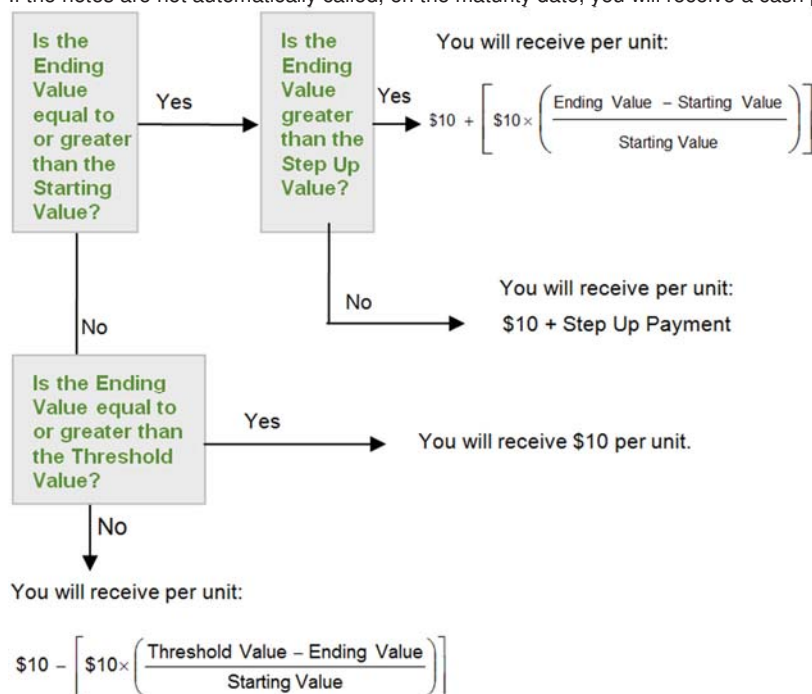 If the notes are not automatically called, on the maturity date, you will receive a cash
Is the
Ending
Value
equal to
or greater
than the
Starting
Value?
Yes
Is the
Ending
Value
greater
than the
Step Up
Value?
Yes
You will receive per unit:
$10 + [ $10 × ( Ending Value – Starting Value
Starting Value ) ]
No
You will receive per unit:
$10 + Step Up Payment
No
Is the Ending
Value equal to
or greater than
the Threshold
Value?
Yes
You will receive $10 per unit.
No
You will receive per unit:
$10 – [ $10× ( Threshold Value – Ending Value
Starting Value ) ]